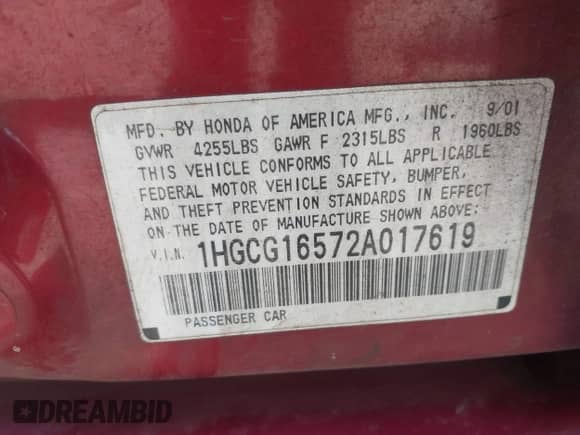 MFD. BY HONDA OF AMERICA MFG., INC. 9/01
GVWR 4255LBS GAWR F 2315LBS R 1960LBS
THIS VEHICLE CONFORMS TO ALL APPLICABLE
FEDERAL MOTOR VEHICLE SAFETY, BUMPER,
AND THEFT PREVENTION STANDARDS IN EFFECT
ON THE DATE OF MANUFACTURE SHOWN ABOVE.
V.I.N. 1HGCG16572A017619
PASSENGER CAR
DREAMBID